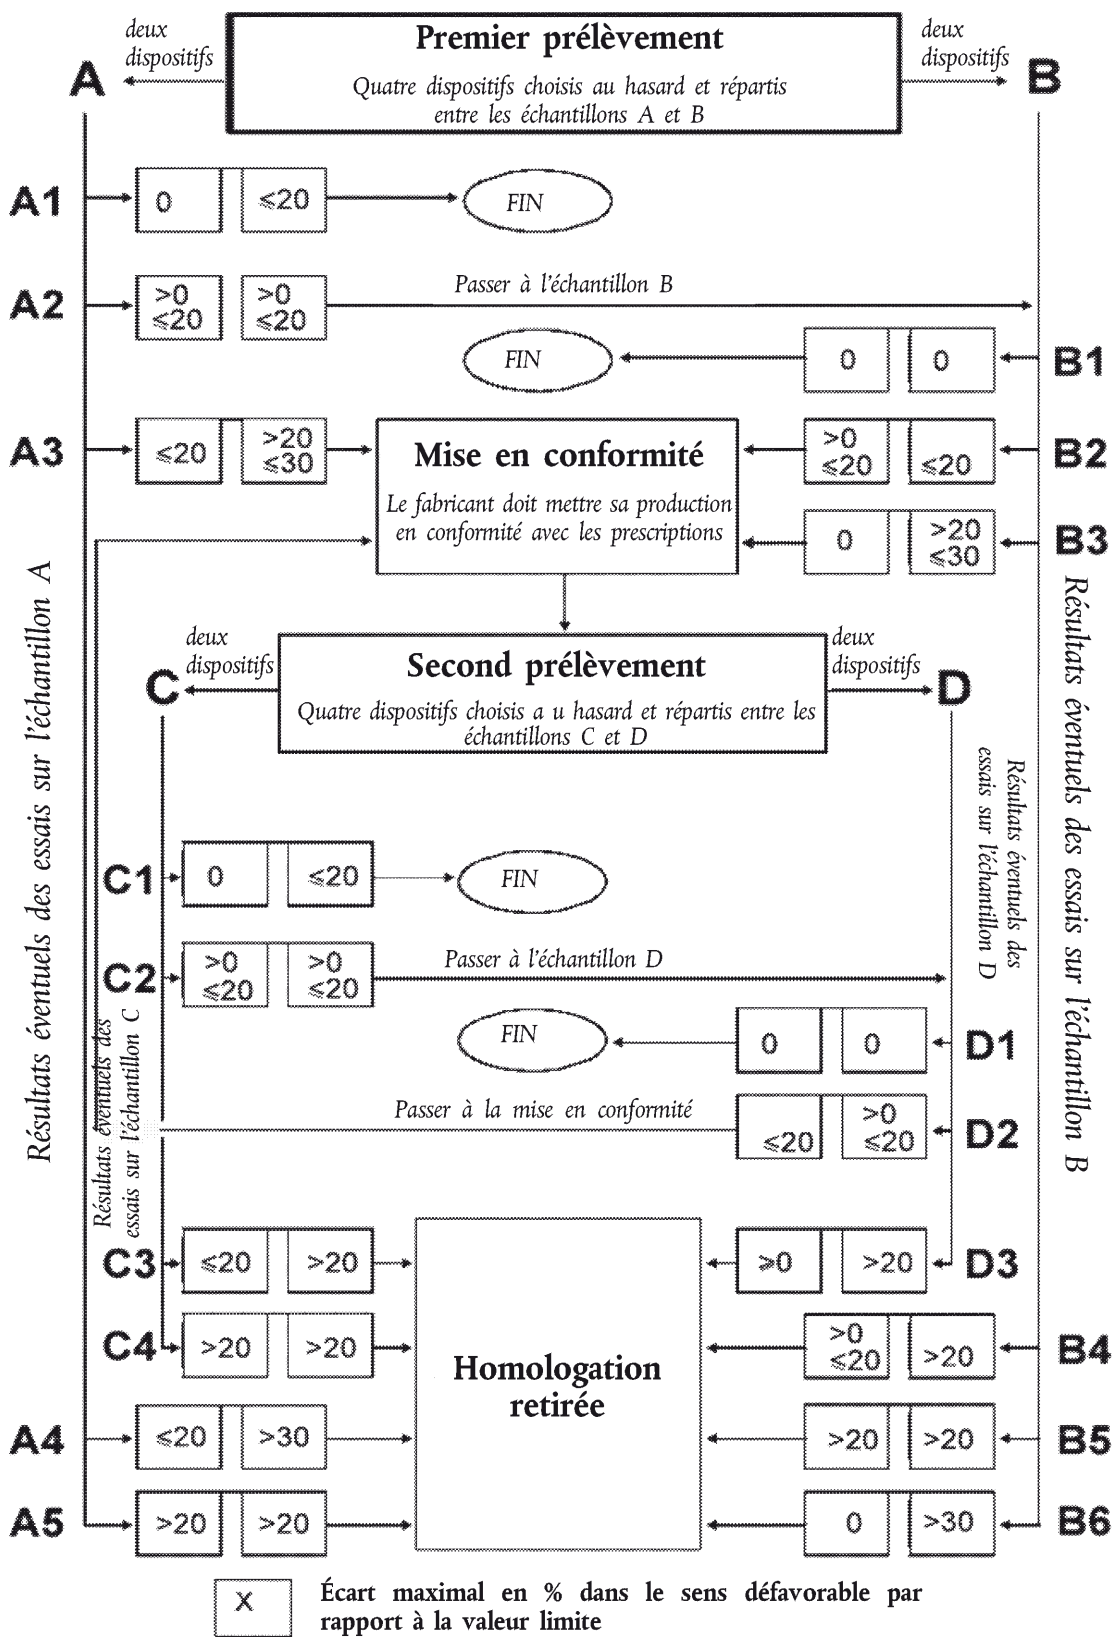 deux
dispositifs
Premier prélèvement
Quatre dispositifs choisis au hasard et répartis
entre les échantillons A et B
deux
dispositifs
A
B
A1
0
≤20
FIN
A2
>0
≤20
>0
≤20
Passer à l'échantillon B
FIN
0
0
B1
A3
≤20
>20
≤30
Mise en conformité
Le fabricant doit mettre sa production
en conformité avec les prescriptions
>0
≤20
≤20
B2
0
>20
≤30
B3
Résultats éventuels des essais sur l'échantillon A
Résultats éventuels des essais sur l'échantillon B
deux
dispositifs
C
Second prélèvement
Quatre dispositifs choisis a u hasard et répartis entre les
échantillons C et D
deux
dispositifs
D
Résultats éventuels des
essais sur l'échantillon D
C1
0
≤20
FIN
C2
>0
≤20
>0
≤20
Passer à l'échantillon D
FIN
0
0
D1
Résultats éventuels des
essais sur l'échantillon C
Passer à la mise en conformité
≤20
>0
≤20
D2
C3
≤20
>20
≥0
>20
D3
C4
>20
>20
Homologation
retirée
>0
≤20
>20
B4
A4
≤20
>30
>20
>20
B5
A5
>20
>20
0
>30
B6
X
Écart maximal en % dans le sens défavorable par
rapport à la valeur limite